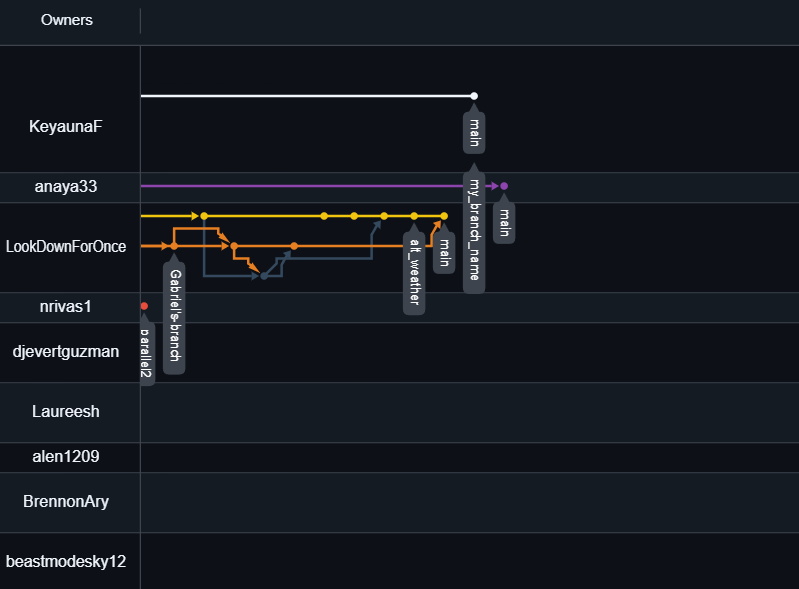 Owners
KeyaunaF
main
anaya33
my_branch_name
main
LookDownForOnce
main
alt_weather
Gabriel's-branch
nrivas1
parallel2
djevertguzman
Laureesh
alen1209
BrennonAry
beastmodesky12